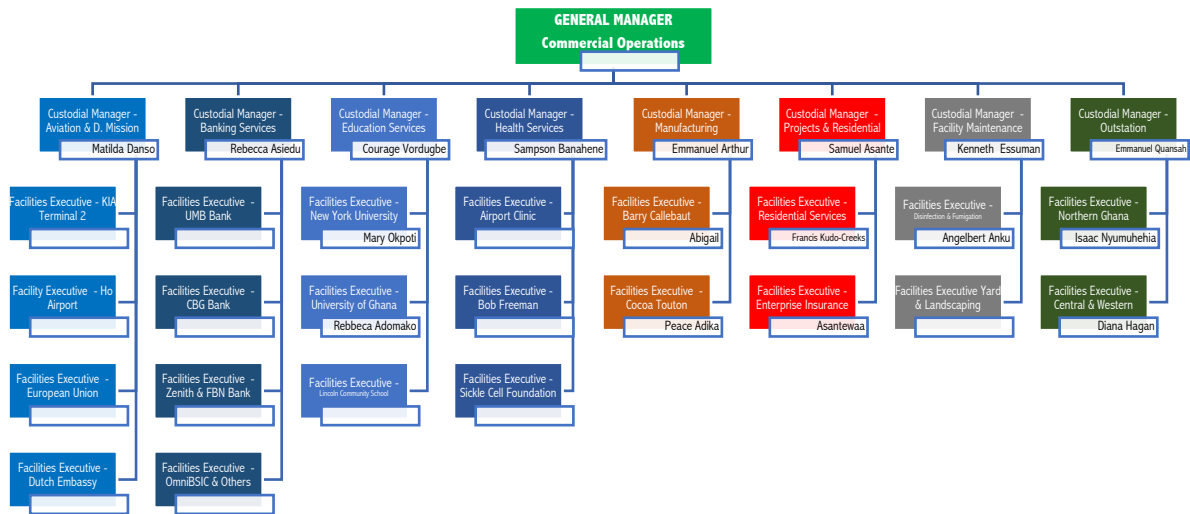 GENERAL MANAGER
Commercial Operations
Custodial Manager -
Aviation & D. Mission
Matilda Danso
Custodial Manager -
Banking Services
Rebecca Asiedu
Custodial Manager -
Education Services
Courage Vordugbe
Custodial Manager -
Health Services
Sampson Banahene
Custodial Manager -
Manufacturing
Emmanuel Arthur
Custodial Manager -
Projects & Residential
Samuel Asante
Custodial Manager -
Facility Maintenance
Kenneth Essuman
Custodial Manager -
Outstation
Emmanuel Quansah
Facilities Executive - KIA
Terminal 2
Facilities Executive -
UMB Bank
Facilities Executive -
New York University
Mary Okpoti
Facilities Executive -
Airport Clinic
Facilities Executive -
Barry Callebaut
Abigail
Facilities Executive -
Residential Services
Francis Kudo-Creeks
Facilities Executive -
Disinfection & Fumigation
Angelbert Anku
Facilities Executive -
Northern Ghana
Isaac Nyumuhehia
Facility Executive - Ho
Airport
Facilities Executive -
CBG Bank
Facilities Executive -
University of Ghana
Rebbeca Adomako
Facilities Executive -
Bob Freeman
Facilities Executive -
Cocoa Touton
Peace Adika
Facilities Executive -
Enterprise Insurance
Asantewaa
Facilities Executive Yard
& Landscaping
Facilities Executive -
Central & Western
Diana Hagan
Facilities Executive -
European Union
Facilities Executive -
Zenith & FBN Bank
Facilities Executive -
Lincoln Community School
Facilities Executive -
Sickle Cell Foundation
Facilities Executive -
Dutch Embassy
Facilities Executive -
OmniBSIC & Others